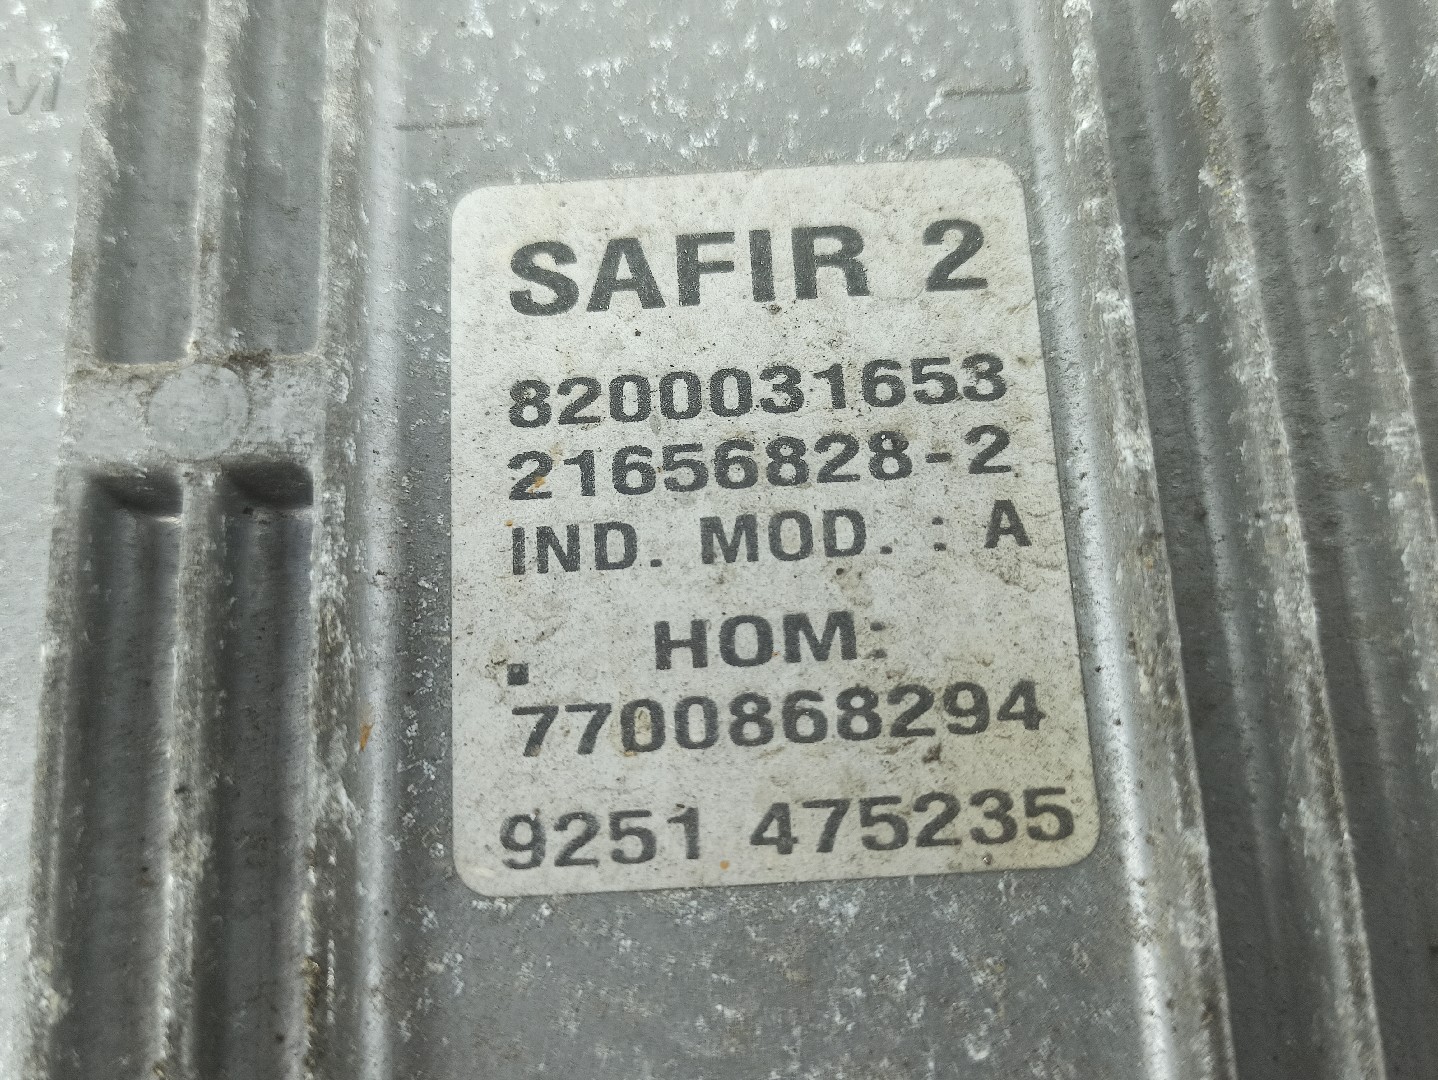 SAFIR 2
8200031653
21656828-2
IND. MOD. : A
. HOM:
7700868294
9251 475235